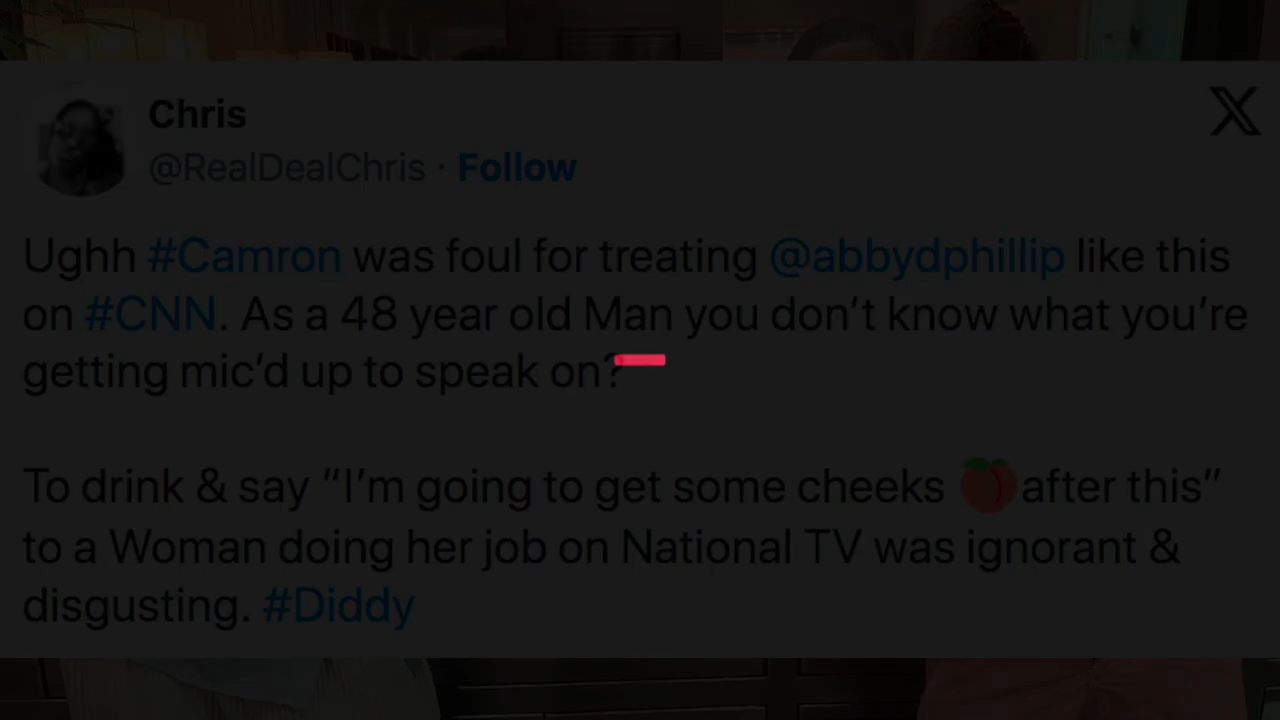 Chris
@RealDealChris · Follow
Ughh #Camron was foul for treating @abbydphillip like this
on #CNN. As a 48 year old Man you don’t know what you’re
getting mic’d up to speak on?
To drink & say “I’m going to get some cheeks 🍑after this”
to a Woman doing her job on National TV was ignorant &
disgusting. #Diddy